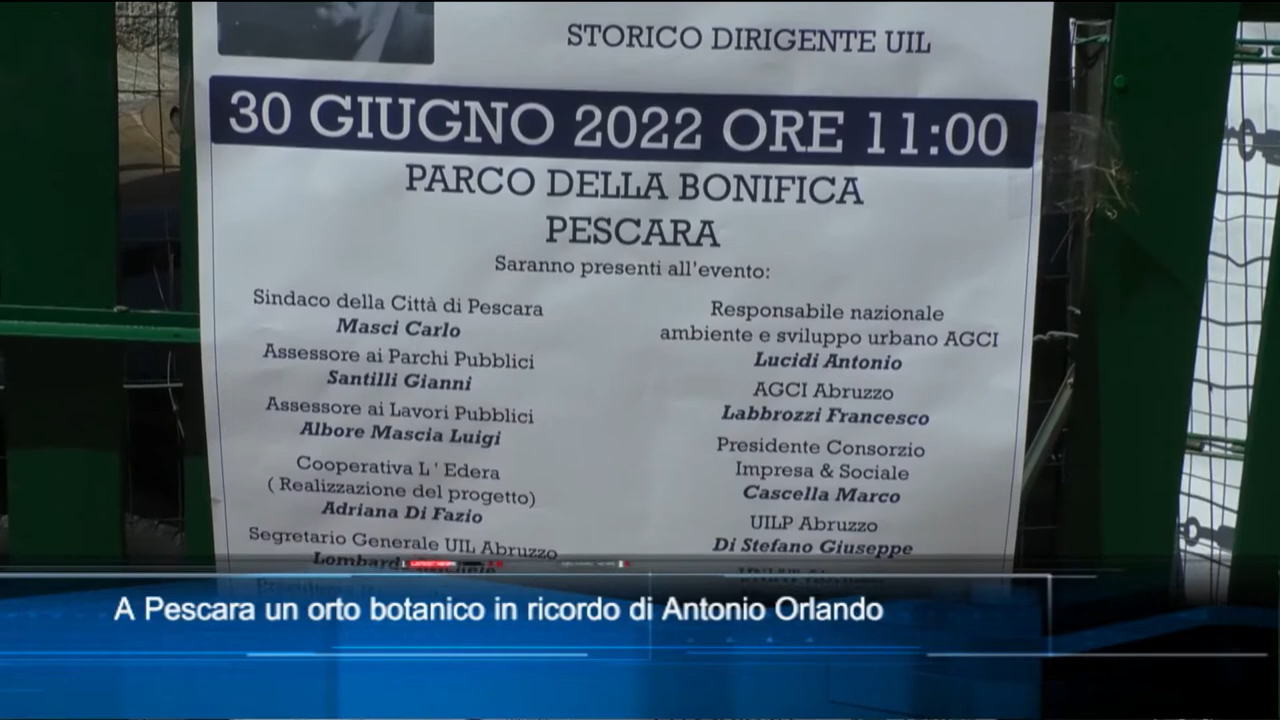 STORICO DIRIGENTE UIL
30 GIUGNO 2022 ORE 11:00
PARCO DELLA BONIFICA
PESCARA
Saranno presenti all'evento:
Sindaco della Città di Pescara
Masci Carlo
Assessore ai Parchi Pubblici
Santilli Gianni
Assessore ai Lavori Pubblici
Albore Mascia Luigi
Cooperativa L ' Edera
( Realizzazione del progetto)
Adriana Di Fazio
Segretario Generale UIL Abruzzo
Responsabile nazionale
ambiente e sviluppo urbano AGCI
Lucidi Antonio
AGCI Abruzzo
Labbrozzi Francesco
Presidente Consorzio
Impresa & Sociale
Cascella Marco
UILP Abruzzo
Di Stefano Giuseppe
A Pescara un orto botanico in ricordo di Antonio Orlando